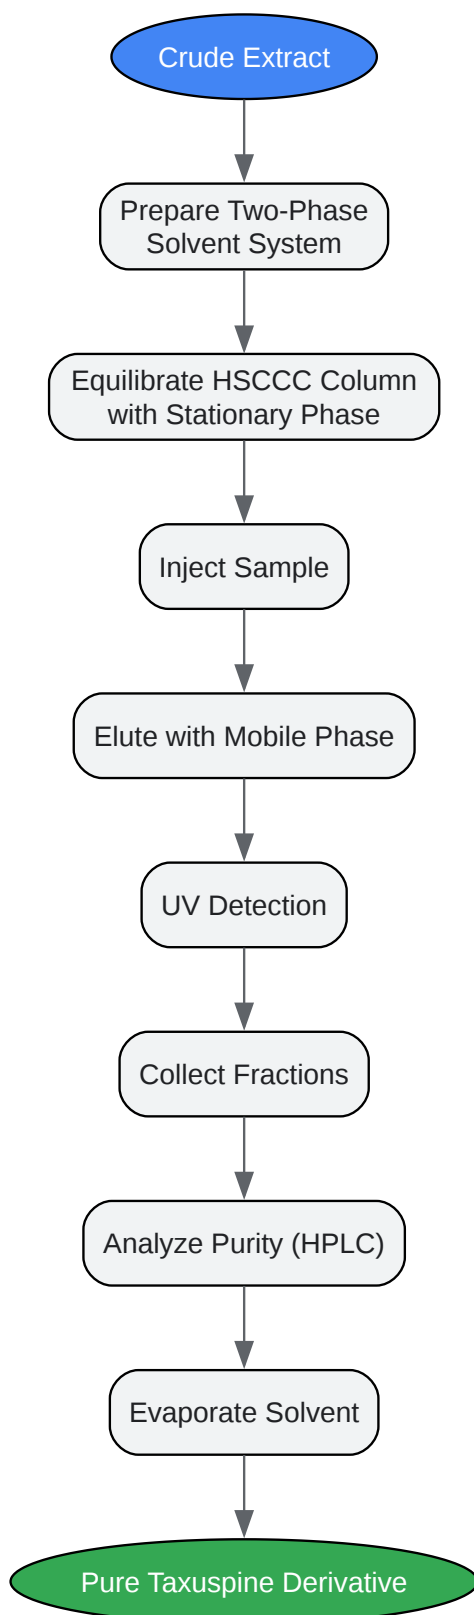 Crude Extract
Prepare Two-Phase
Solvent System
Equilibrate HSCCC Column
with Stationary Phase
Inject Sample
Elute with Mobile Phase
UV Detection
Collect Fractions
Analyze Purity (HPLC)
Evaporate Solvent
Pure Taxuspine Derivative